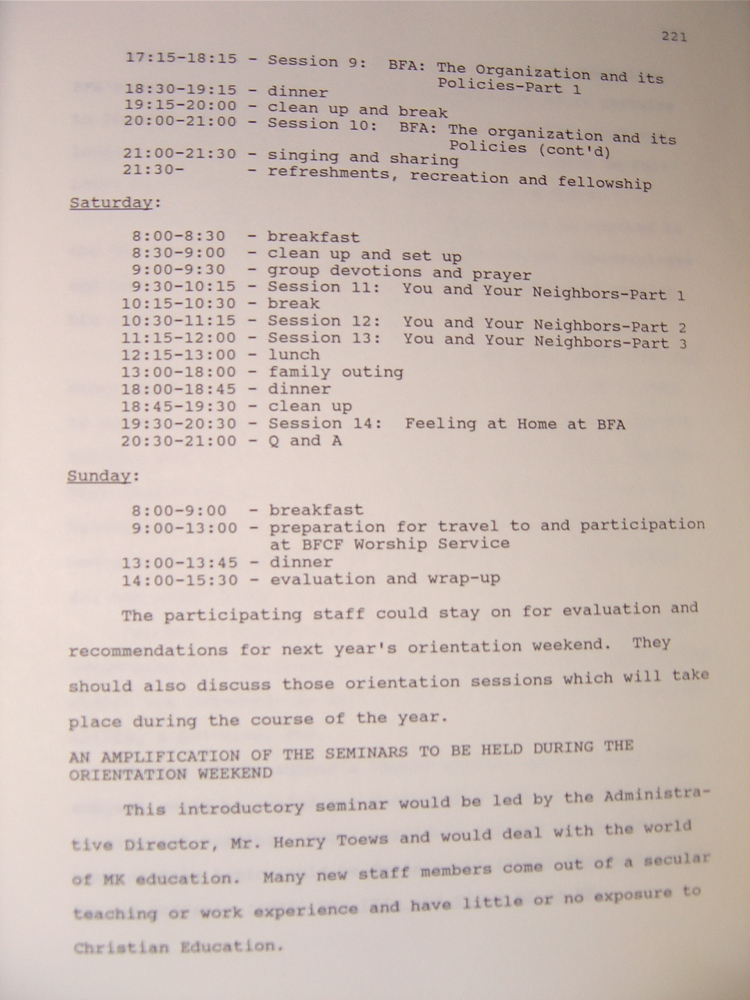 221
17:15-18:15 - Session 9:  BFA: The Organization and its
Policies-Part 1
18:30-19:15 - dinner
19:15-20:00 - clean up and break
20:00-21:00 - Session 10:  BFA: The organization and its
Policies (cont'd)
21:00-21:30 - singing and sharing
21:30-      - refreshments, recreation and fellowship
Saturday:
8:00-8:30  - breakfast
8:30-9:00  - clean up and set up
9:00-9:30  - group devotions and prayer
9:30-10:15 - Session 11:  You and Your Neighbors-Part 1
10:15-10:30 - break
10:30-11:15 - Session 12:  You and Your Neighbors-Part 2
11:15-12:00 - Session 13:  You and Your Neighbors-Part 3
12:15-13:00 - lunch
13:00-18:00 - family outing
18:00-18:45 - dinner
18:45-19:30 - clean up
19:30-20:30 - Session 14:  Feeling at Home at BFA
20:30-21:00 - Q and A
Sunday:
8:00-9:00  - breakfast
9:00-13:00 - preparation for travel to and participation
at BFCF Worship Service
13:00-13:45 - dinner
14:00-15:30 - evaluation and wrap-up
The participating staff could stay on for evaluation and
recommendations for next year's orientation weekend.  They
should also discuss those orientation sessions which will take
place during the course of the year.
AN AMPLIFICATION OF THE SEMINARS TO BE HELD DURING THE
ORIENTATION WEEKEND
This introductory seminar would be led by the Administra-
tive Director, Mr. Henry Toews and would deal with the world
of MK education.  Many new staff members come out of a secular
teaching or work experience and have little or no exposure to
Christian Education.